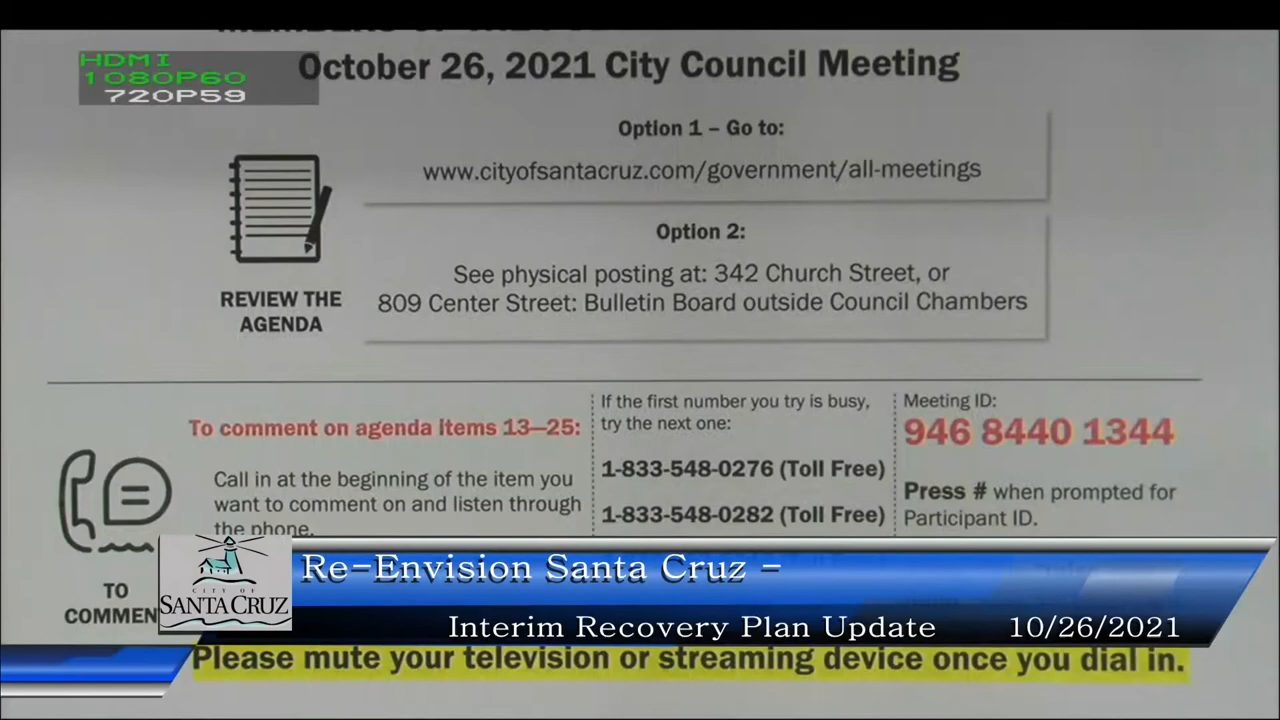 HDMI
1080P60
720P59
October 26, 2021 City Council Meeting
Option 1 – Go to:
www.cityofsantacruz.com/government/all-meetings
Option 2:
See physical posting at: 342 Church Street, or
809 Center Street: Bulletin Board outside Council Chambers
REVIEW THE
AGENDA
To comment on agenda items 13—25:
Call in at the beginning of the item you
want to comment on and listen through
the phone.
If the first number you try is busy,
try the next one:
1-833-548-0276 (Toll Free)
1-833-548-0282 (Toll Free)
Meeting ID:
946 8440 1344
Press # when prompted for
Participant ID.
TO
COMMEN
CITY OF
SANTA CRUZ
Re-Envision Santa Cruz –
Interim Recovery Plan Update 10/26/2021
Please mute your television or streaming device once you dial in.